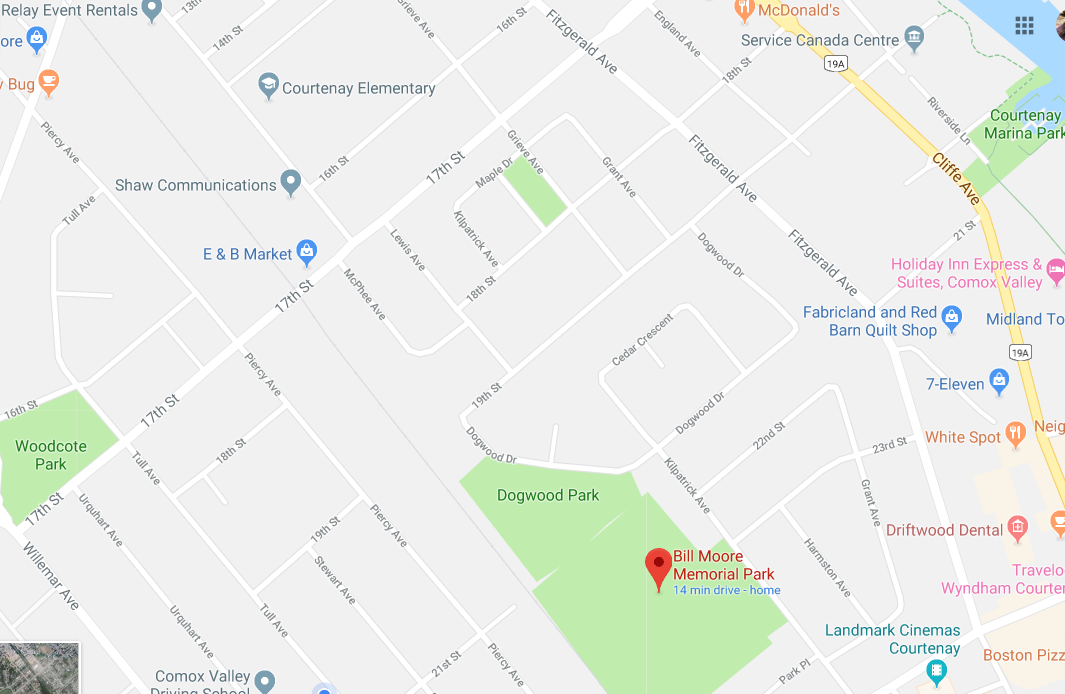 Relay Event Rentals
13th
14th St
Grieve Ave
16th St
Fitzgerald Ave
England Ave
McDonald's
Service Canada Centre
18th St
19A
ore
Bug
Courtenay Elementary
Riverside Ln
Courtenay
Marina Park
Piercy Ave
17th St
Grieve Ave
Maple Dr
Grant Ave
Fitzgerald Ave
Cliffe Ave
16th St
Shaw Communications
Tull Ave
Kilpatrick Ave
Lewis Ave
Dogwood Dr
Fitzgerald Ave
21 St
E & B Market
17th St
McPhee Ave
18th St
Holiday Inn Express &
Suites, Comox Valley
Fabricland and Red
Barn Quilt Shop
Midland To
19A
Cedar Crescent
Piercy Ave
7-Eleven
16th St
17th St
19th St
Dogwood Dr
22nd St
23rd St
White Spot
Neig
Woodcote
Park
18th St
Tull Ave
Dogwood Dr
Kilpatrick Ave
Grant Ave
Dogwood Park
17th St
Urquhart Ave
19th St
Piercy Ave
Driftwood Dental
Willemar Ave
Stewart Ave
Bill Moore
Memorial Park
14 min drive - home
Harmston Ave
Travelo
Wyndham Courten
Urquhart Ave
Tull Ave
Landmark Cinemas
Courtenay
Boston Pizz
21st St
Piercy Ave
Park Pl
Comox Valley
Driving School